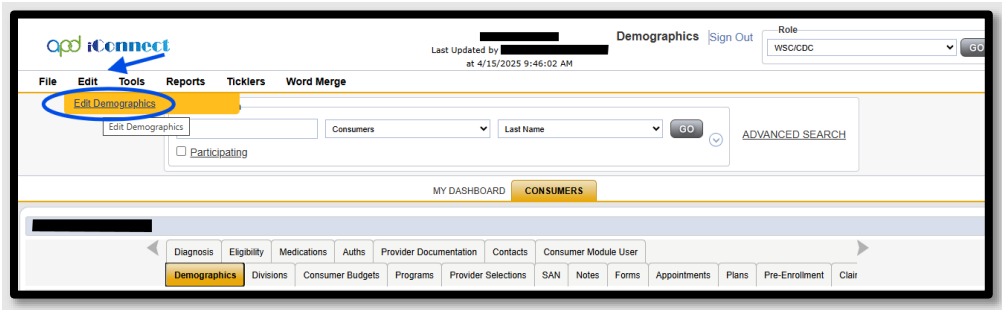 apd iConnect
Demographics Sign Out
Role
Last Updated by
at 4/15/2025 9:46:02 AM
WSC/CDC GO
File Edit Tools Reports Ticklers Word Merge
Edit Demographics
Edit Demographics
Consumers Last Name GO
ADVANCED SEARCH
Participating
MY DASHBOARD CONSUMERS
Diagnosis Eligibility Medications Auths Provider Documentation Contacts Consumer Module User
Demographics Divisions Consumer Budgets Programs Provider Selections SAN Notes Forms Appointments Plans Pre-Enrollment Clair